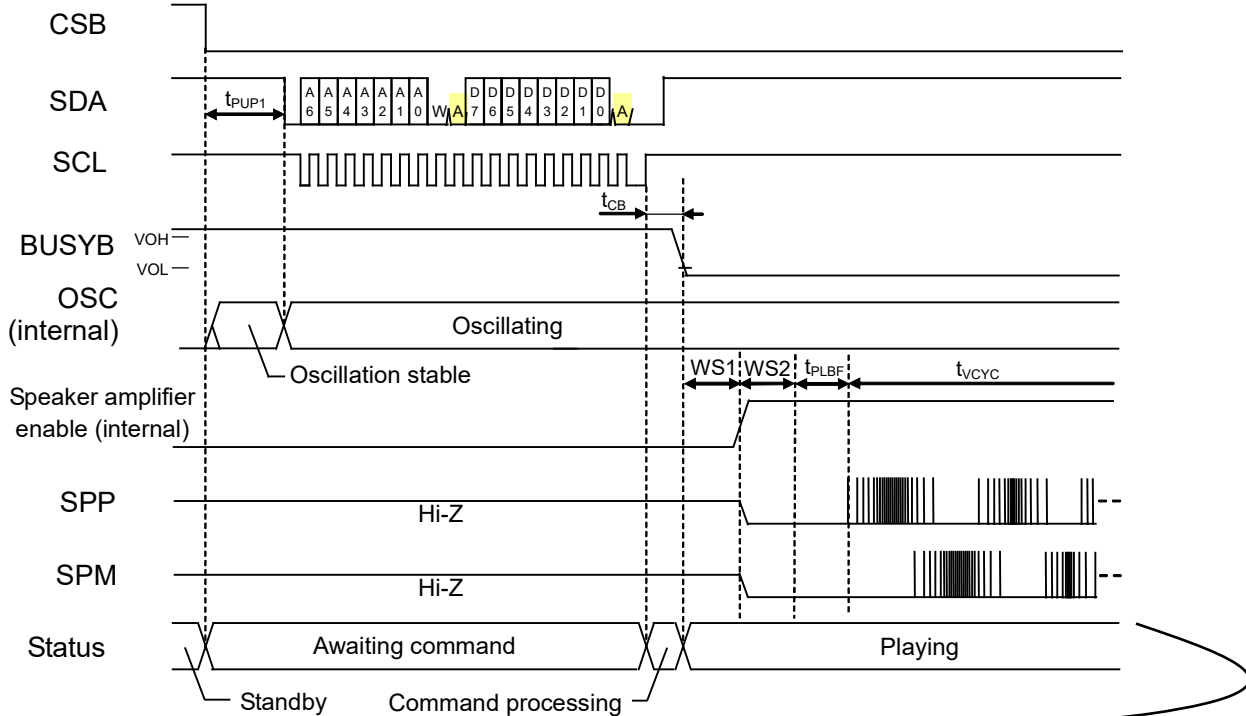 CSB
SDA
tPUP1
A6 A5 A4 A3 A2 A1 A0 W A D7 D6 D5 D4 D3 D2 D1 D0 A
SCL
tCB
BUSYB
VOH
VOL
OSC
(internal)
Oscillating
Oscillation stable
WS1 WS2 tPLBF tVCYC
Speaker amplifier
enable (internal)
SPP
Hi-Z
SPM
Hi-Z
Status
Awaiting command
Playing
Standby
Command processing